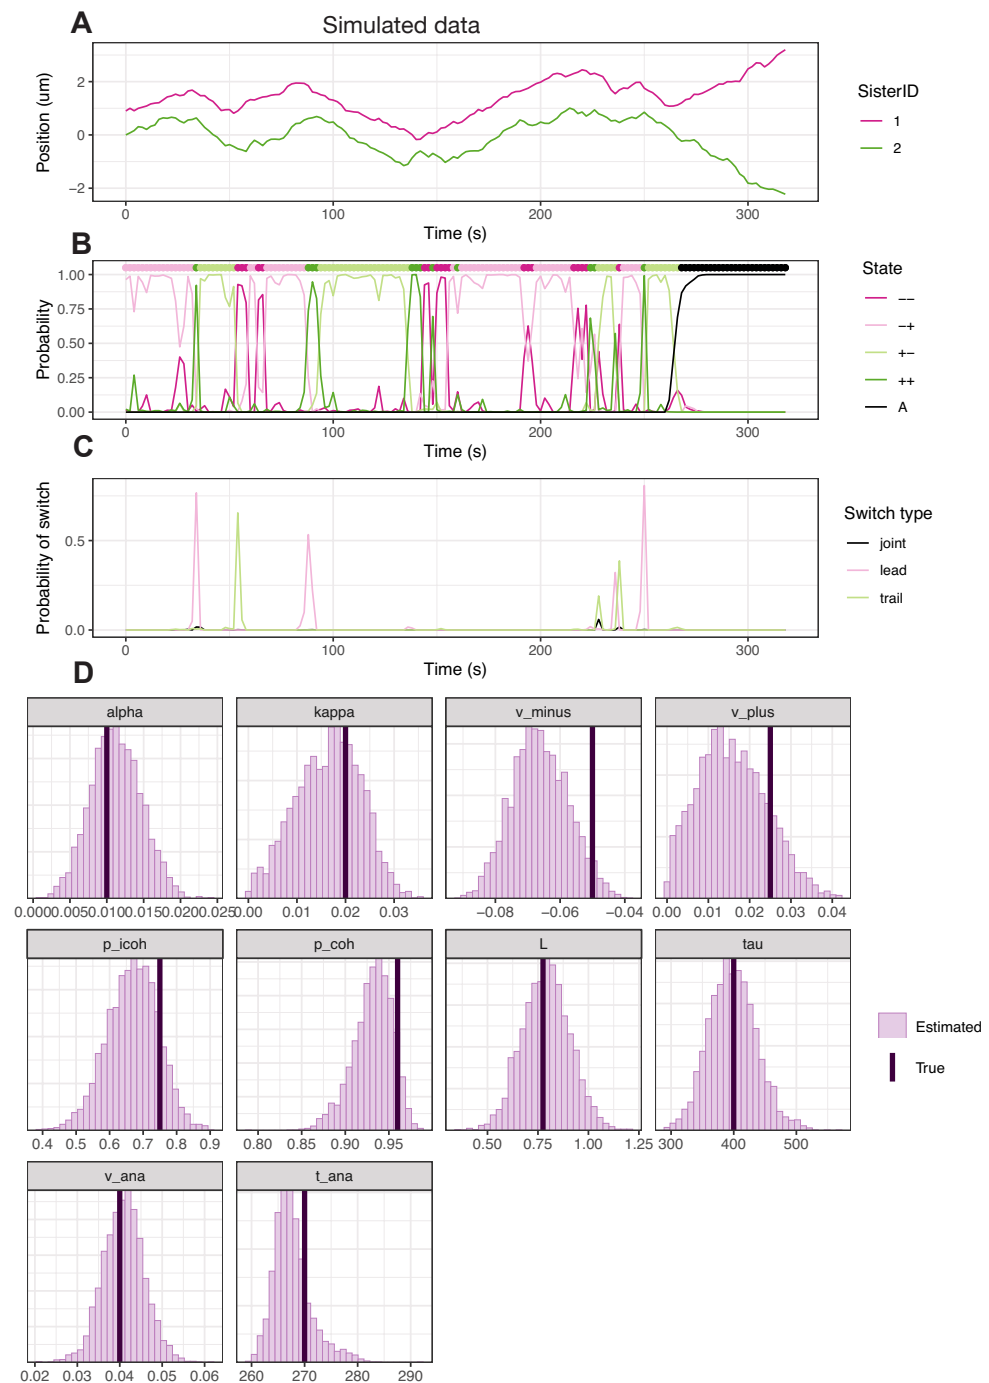 A
Simulated data
Position (um)
2
0
−2
0 100 200 300
Time (s)
SisterID
1
2
B
Probability
1.00
0.75
0.50
0.25
0.00
0 100 200 300
Time (s)
State
−−
−+
+−
++
A
C
Probability of switch
0.5
0.0
0 100 200 300
Time (s)
Switch type
joint
lead
trail
D
alpha kappa v_minus v_plus
0.0000.0050.0100.0150.0200.025 0.00 0.01 0.02 0.03 −0.08 −0.06 −0.04 0.00 0.01 0.02 0.03 0.04
p_icoh p_coh L tau
0.4 0.5 0.6 0.7 0.8 0.9 0.80 0.85 0.90 0.95 0.50 0.75 1.00 1.25 300 400 500
Estimated
True
v_ana t_ana
0.02 0.03 0.04 0.05 0.06 260 270 280 290